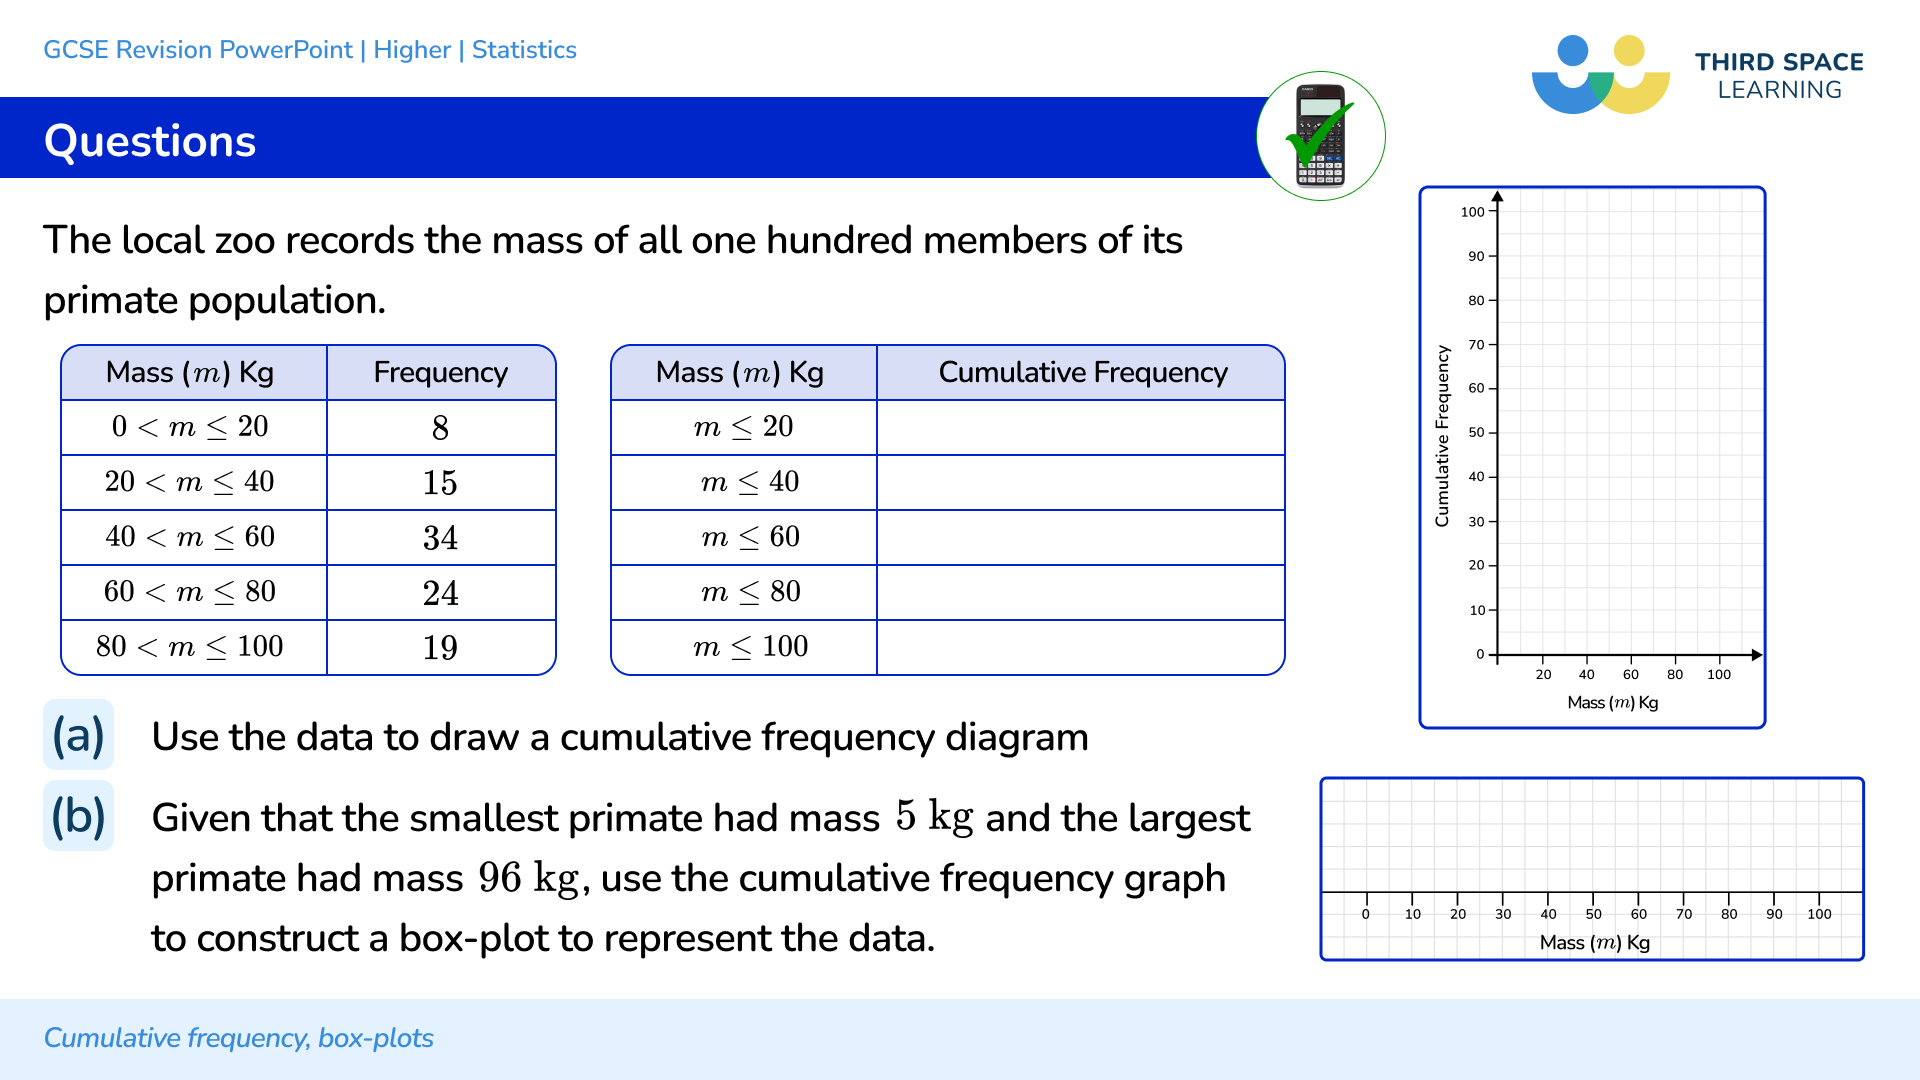 GCSE Revision PowerPoint | Higher | Statistics
THIRD SPACE
LEARNING
Questions
The local zoo records the mass of all one hundred members of its
primate population.
Mass (m) Kg Frequency
0 < m ≤ 20 8
20 < m ≤ 40 15
40 < m ≤ 60 34
60 < m ≤ 80 24
80 < m ≤ 100 19
Mass (m) Kg Cumulative Frequency
m ≤ 20
m ≤ 40
m ≤ 60
m ≤ 80
m ≤ 100
100
90
80
70
60
50
40
30
20
10
0
Cumulative Frequency
20 40 60 80 100
Mass (m) Kg
(a) Use the data to draw a cumulative frequency diagram
(b) Given that the smallest primate had mass 5 kg and the largest
primate had mass 96 kg, use the cumulative frequency graph
to construct a box-plot to represent the data.
0 10 20 30 40 50 60 70 80 90 100
Mass (m) Kg
Cumulative frequency, box-plots